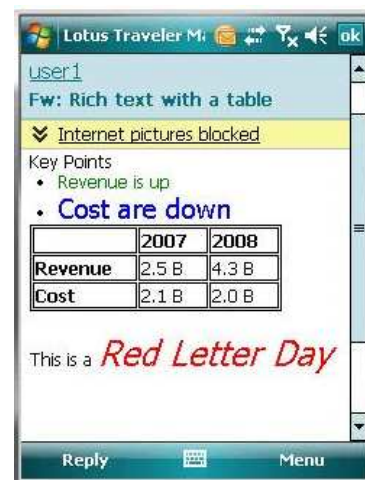 Lotus Traveler Ma ok
user1
Fw: Rich text with a table
Internet pictures blocked
Key Points
• Revenue is up
• Cost are down
2007 2008
Revenue 2.5 B 4.3 B
Cost 2.1 B 2.0 B
This is a Red Letter Day
Reply Menu